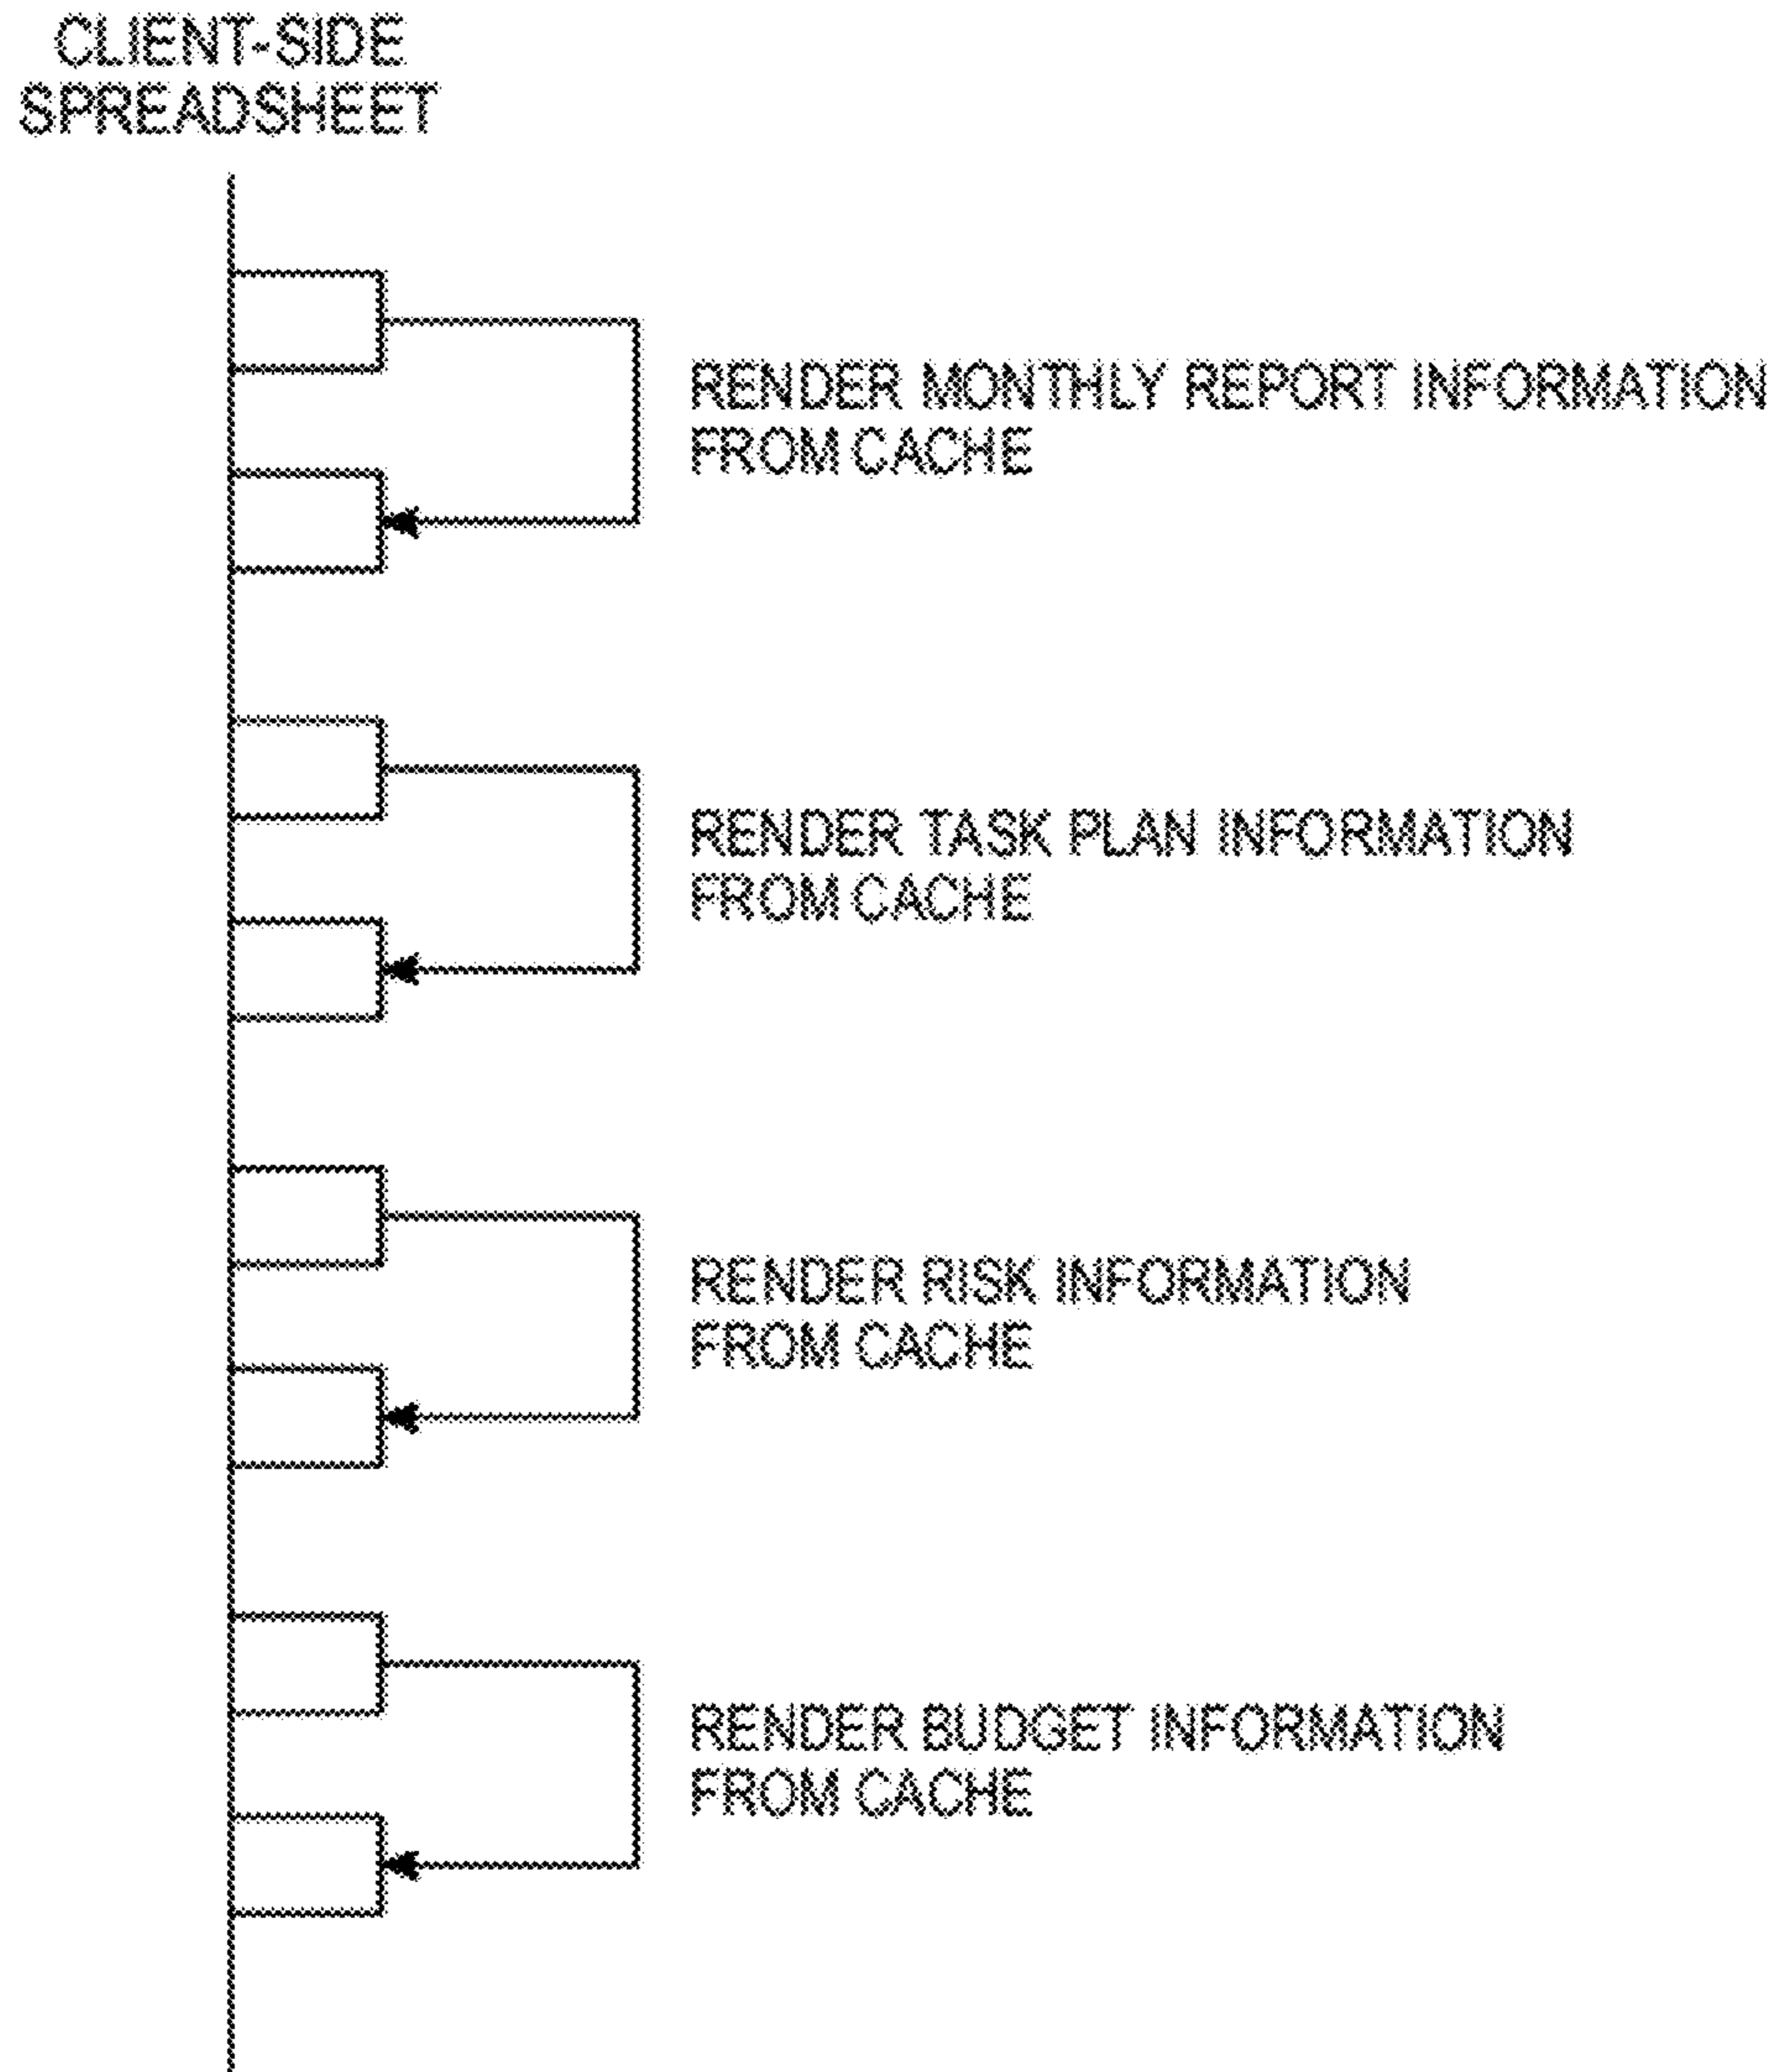 CLIENT-SIDE
SPREADSHEET
RENDER MONTHLY REPORT INFORMATION
FROM CACHE
RENDER TASK PLAN INFORMATION
FROM CACHE
RENDER RISK INFORMATION
FROM CACHE
RENDER BUDGET INFORMATION
FROM CACHE